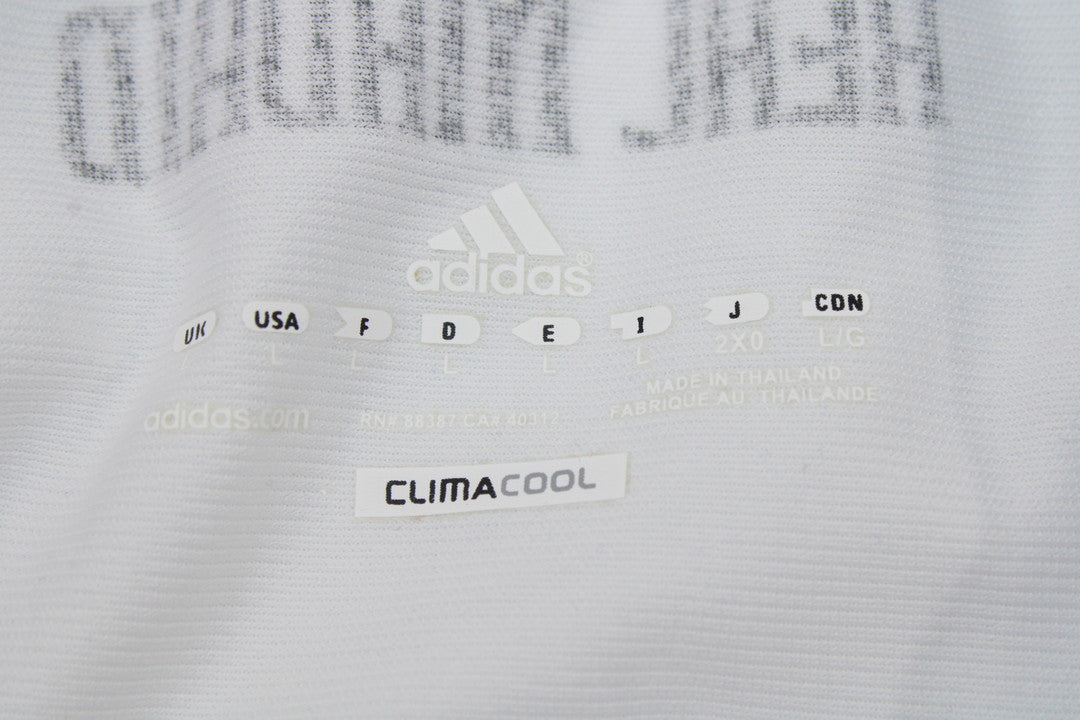 adidas®
UK USA F D E I J CDN
L L L L L 2XO L/G
adidas.com RN# 88387 CA# 40312 MADE IN THAILAND
FABRIQUE AU THAILANDE
CLIMACOOL